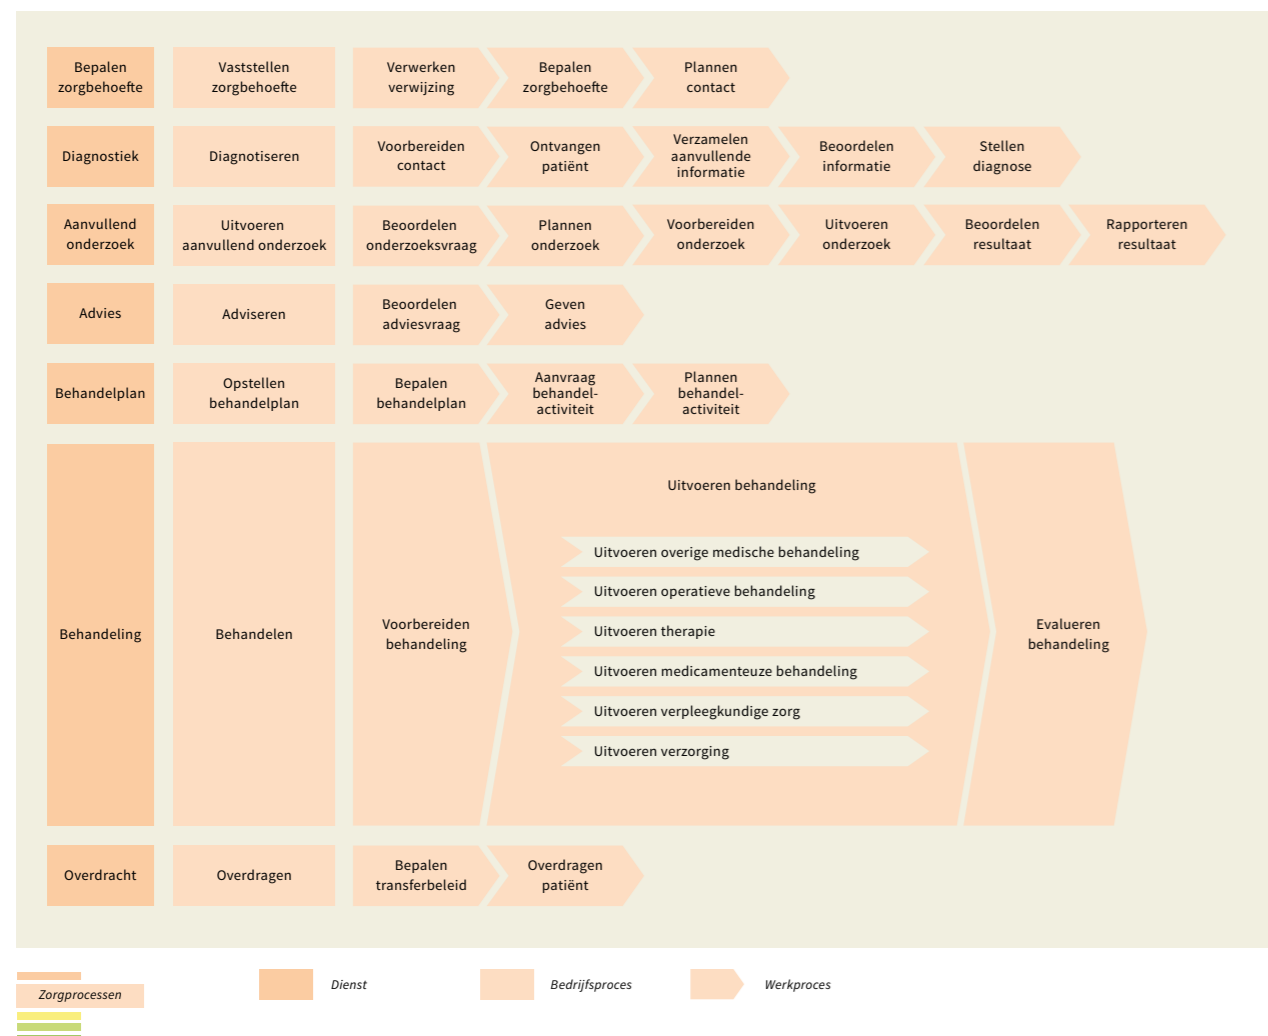 Bepalen
zorgbehoefte
Vaststellen
zorgbehoefte
Verwerken
verwijzing
Bepalen
zorgbehoefte
Plannen
contact
Diagnostiek
Diagnotiseren
Voorbereiden
contact
Ontvangen
patiënt
Verzamelen
aanvullende
informatie
Beoordelen
informatie
Stellen
diagnose
Aanvullend
onderzoek
Uitvoeren
aanvullend onderzoek
Beoordelen
onderzoeksvraag
Plannen
onderzoek
Voorbereiden
onderzoek
Uitvoeren
onderzoek
Beoordelen
resultaat
Rapporteren
resultaat
Advies
Adviseren
Beoordelen
adviesvraag
Geven
advies
Behandelplan
Opstellen
behandelplan
Bepalen
behandelplan
Aanvraag
behandel-
activiteit
Plannen
behandel-
activiteit
Behandeling
Behandelen
Voorbereiden
behandeling
Uitvoeren behandeling
Uitvoeren overige medische behandeling
Uitvoeren operatieve behandeling
Uitvoeren therapie
Uitvoeren medicamenteuze behandeling
Uitvoeren verpleegkundige zorg
Uitvoeren verzorging
Evalueren
behandeling
Overdracht
Overdragen
Bepalen
transferbeleid
Overdragen
patiënt
Zorgprocessen
Dienst
Bedrijfsproces
Werkproces